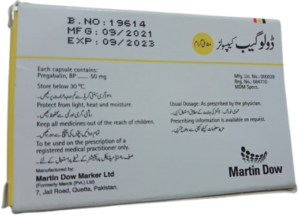 B.NO:19614
MFG:09/2021
EXP:09/2023
ڈولوگیب کیپسولز
Each capsule contains:
Pregabalin, BP ........ 50 mg
Store below 30 °C.
Protect from light, heat and moisture.
Keep all medicines out of the reach of children.
To be used on the prescription of a
registered medical practitioner only.
Manufactured by:
Martin Dow Marker Ltd
(Formerly Merck (Pvt.) Ltd)
7, Jail Road, Quetta, Pakistan.
Mfg. Lic. No.
Reg. No.
MDM Specs.
Usual Dosage: As prescribed by the physician.
Prescribing information is available on request.
Martin Dow